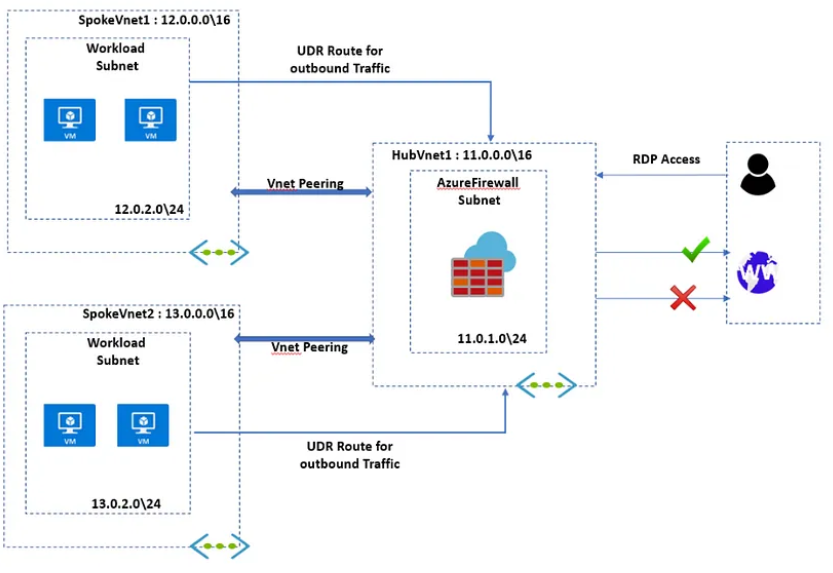 SpokeVnet1 : 12.0.0.0\16
Workload
Subnet
VM
VM
12.0.2.0\24
UDR Route for
outbound Traffic
Vnet Peering
HubVnet1 : 11.0.0.0\16
AzureFirewall
Subnet
11.0.1.0\24
RDP Access
WW
SpokeVnet2 : 13.0.0.0\16
Workload
Subnet
VM
VM
13.0.2.0\24
Vnet Peering
UDR Route for
outbound Traffic